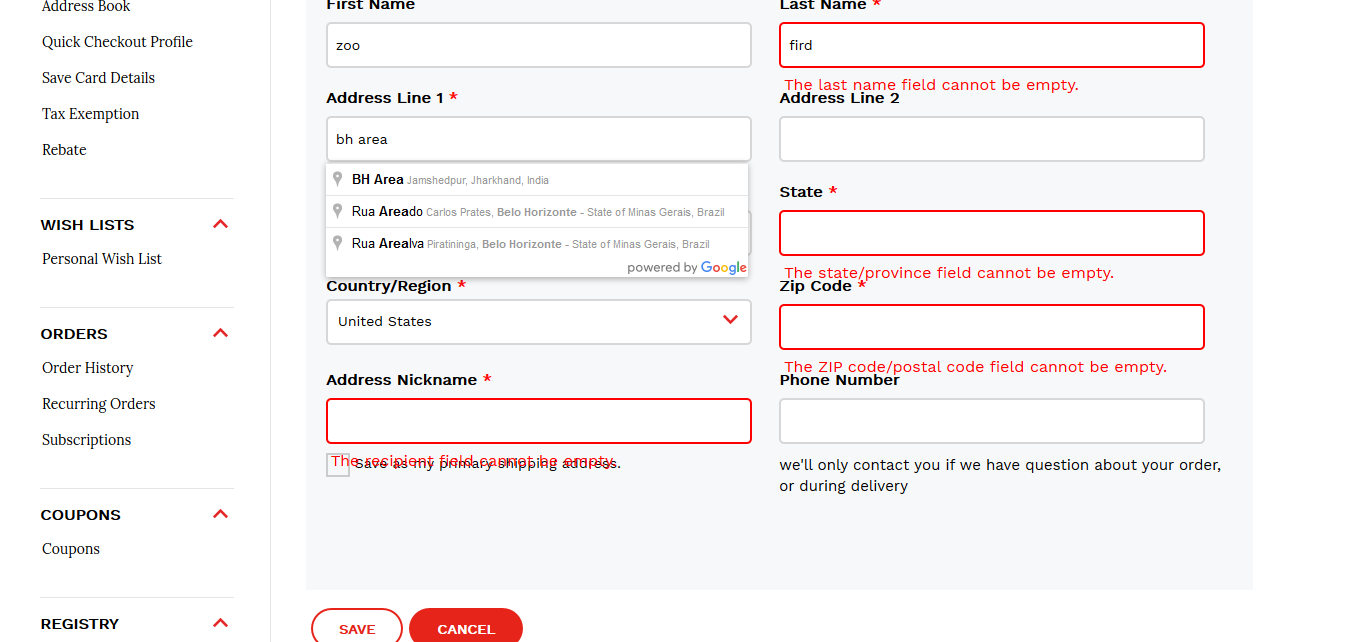 Address Book
Quick Checkout Profile
Save Card Details
Tax Exemption
Rebate
WISH LISTS
Personal Wish List
ORDERS
Order History
Recurring Orders
Subscriptions
COUPONS
Coupons
REGISTRY
First Name
zoo
Last Name *
fird
The last name field cannot be empty.
Address Line 1 *
bh area
Address Line 2
BH Area Jamshedpur, Jharkhand, India
Rua Areado Carlos Prates, Belo Horizonte - State of Minas Gerais, Brazil
Rua Arealva Piratininga, Belo Horizonte - State of Minas Gerais, Brazil
powered by Google
State *
The state/province field cannot be empty.
Country/Region *
United States
Zip Code *
The ZIP code/postal code field cannot be empty.
Address Nickname *
The recipient field cannot be empty.
Save as my primary shipping address.
Phone Number
we'll only contact you if we have question about your order,
or during delivery
SAVE
CANCEL